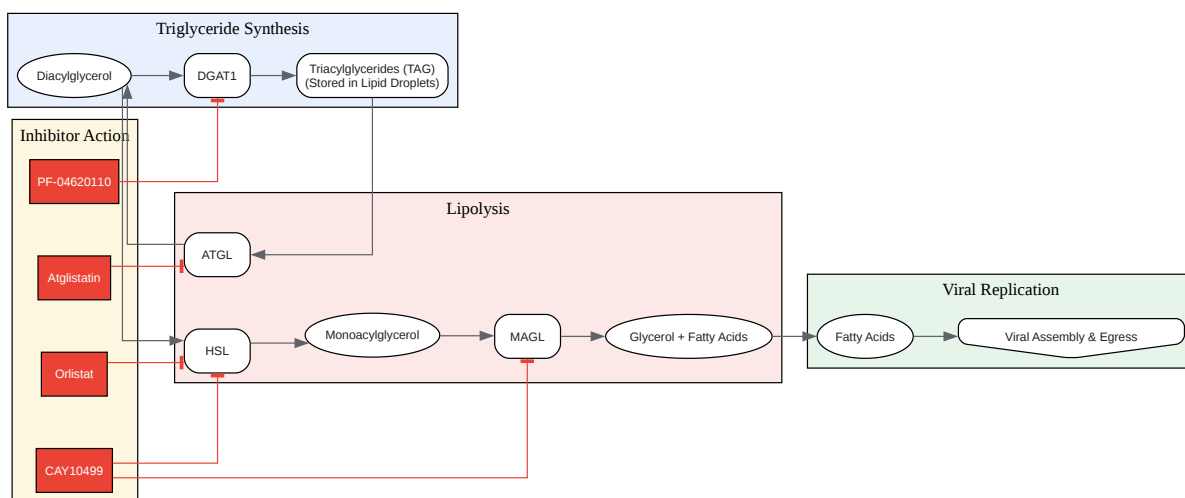 Triglyceride Synthesis
Diacylglycerol
DGAT1
Triacylglycerides (TAG)
(Stored in Lipid Droplets)
Inhibitor Action
PF-04620110
Atglistatin
Orlistat
CAY10499
Lipolysis
ATGL
HSL
Monoacylglycerol
MAGL
Glycerol + Fatty Acids
Viral Replication
Fatty Acids
Viral Assembly & Egress